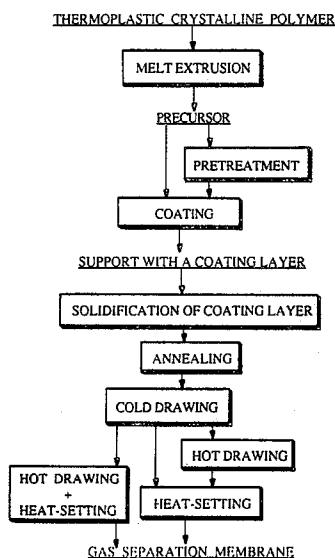 THERMOPLASTIC CRYSTALLINE POLYMER
MELT EXTRUSION
PRECURSOR
PRETREATMENT
COATING
SUPPORT WITH A COATING LAYER
SOLIDIFICATION OF COATING LAYER
ANNEALING
COLD DRAWING
HOT DRAWING
HOT DRAWING
+
HEAT-SETTING
HEAT-SETTING
GAS SEPARATION MEMBRANE